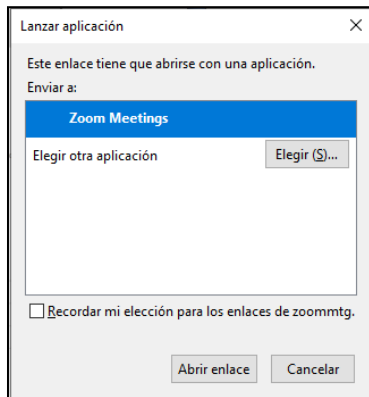 Lanzar aplicación
Este enlace tiene que abrirse con una aplicación.
Enviar a:
Zoom Meetings
Elegir otra aplicación
Elegir (S)...
Recordar mi elección para los enlaces de zoommtg.
Abrir enlace
Cancelar